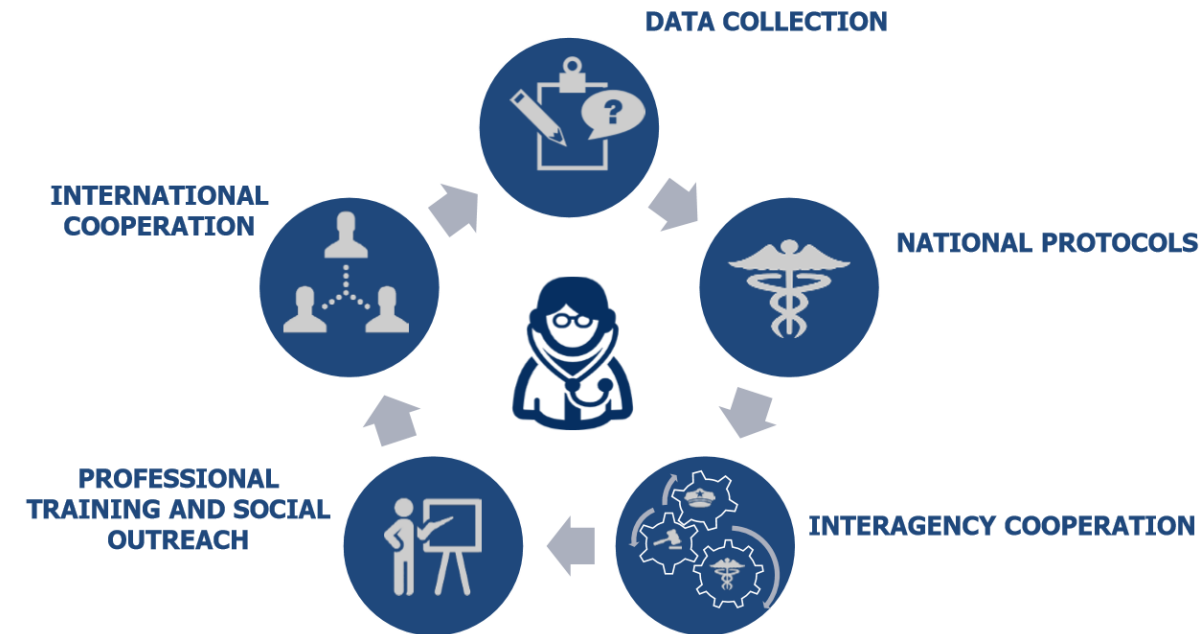 DATA COLLECTION
NATIONAL PROTOCOLS
INTERAGENCY COOPERATION
PROFESSIONAL
TRAINING AND SOCIAL
OUTREACH
INTERNATIONAL
COOPERATION
?